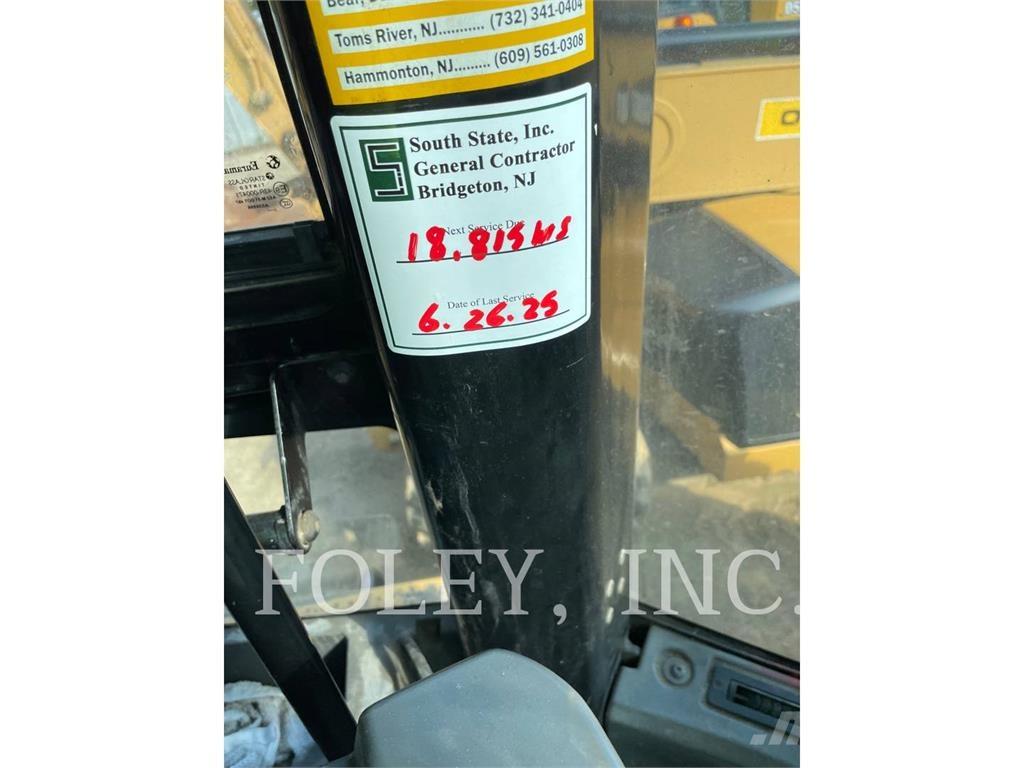 Toms River, NJ........... (732) 341-0404
Hammonton, NJ......... (609) 561-0308
South State, Inc.
General Contractor
Bridgeton, NJ
Next Service Due
18.815 HRS
Date of Last Service
6.26.25
FOLEY, INC.